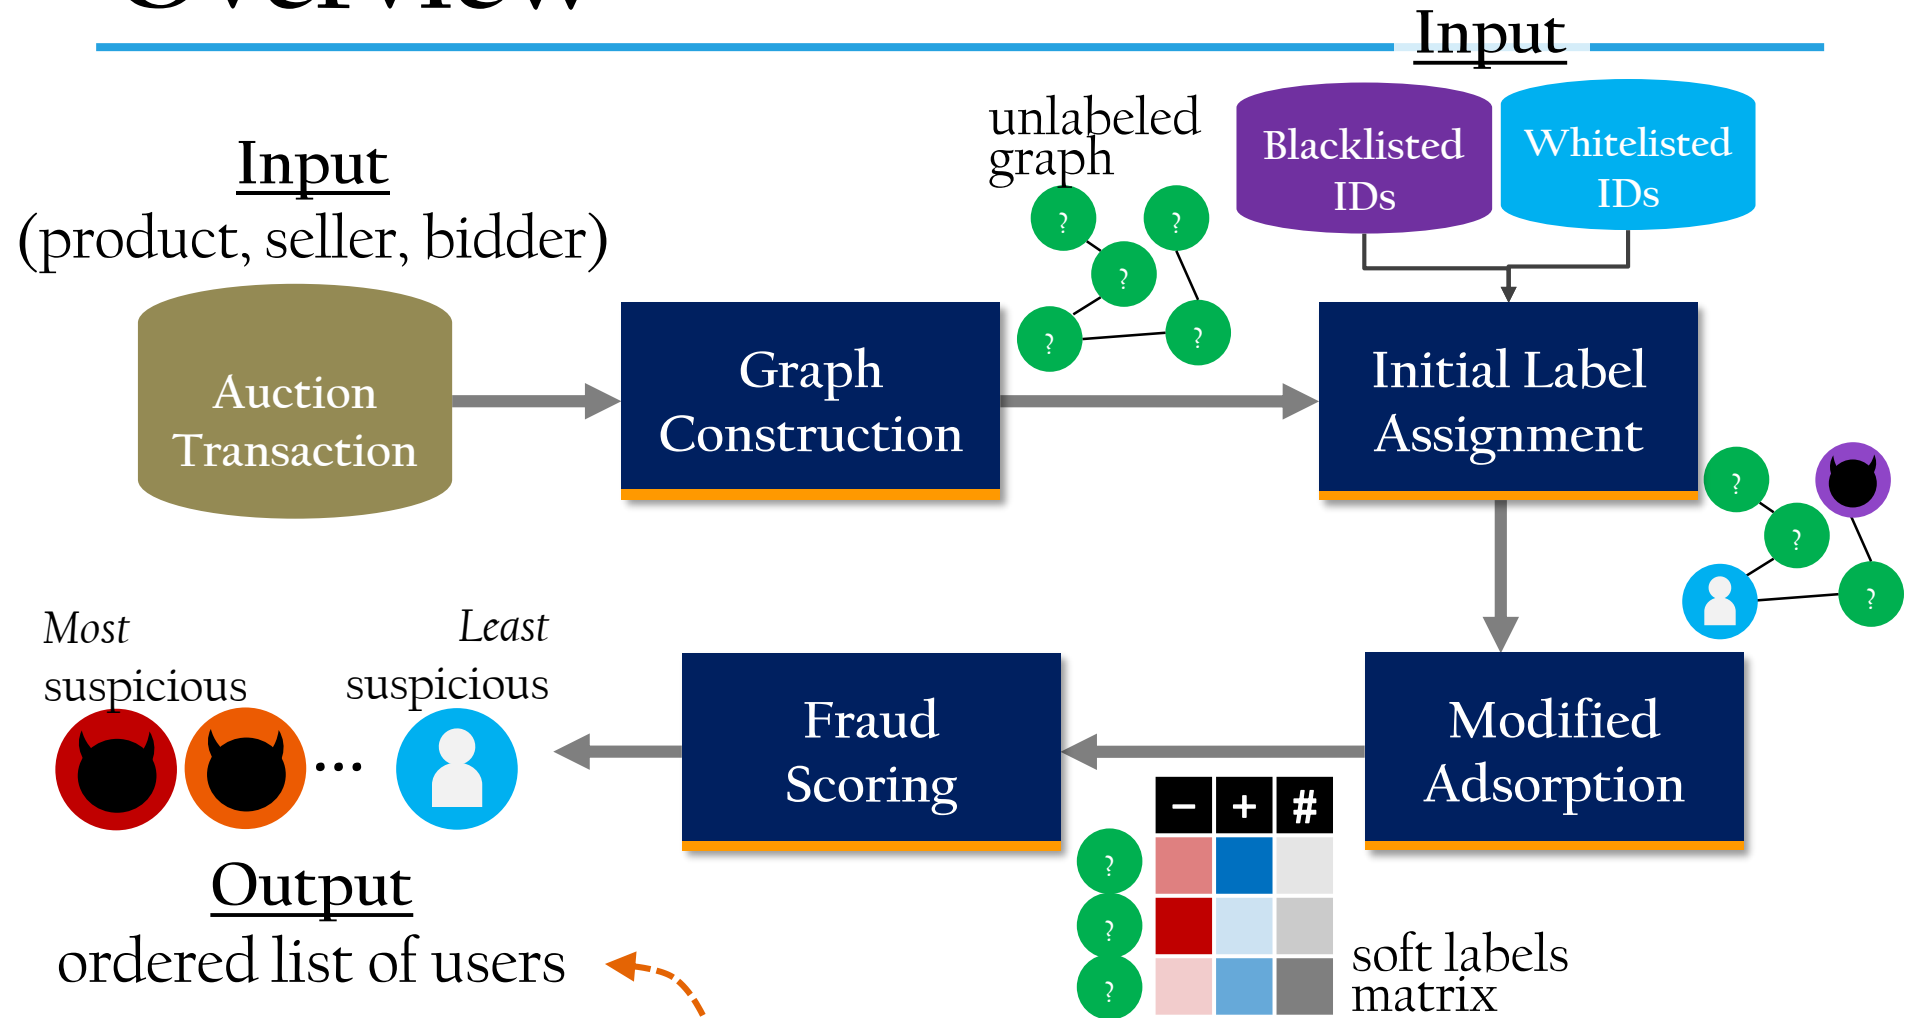 Overview
Input
Input
(product, seller, bidder)
unlabeled
graph
Blacklisted
IDs
Whitelisted
IDs
?
?
?
?
?
Auction
Transaction
Graph
Construction
Initial Label
Assignment
?
?
?
Most
suspicious
Least
suspicious
...
Fraud
Scoring
Modified
Adsorption
− + #
?
?
?
soft labels
matrix
Output
ordered list of users